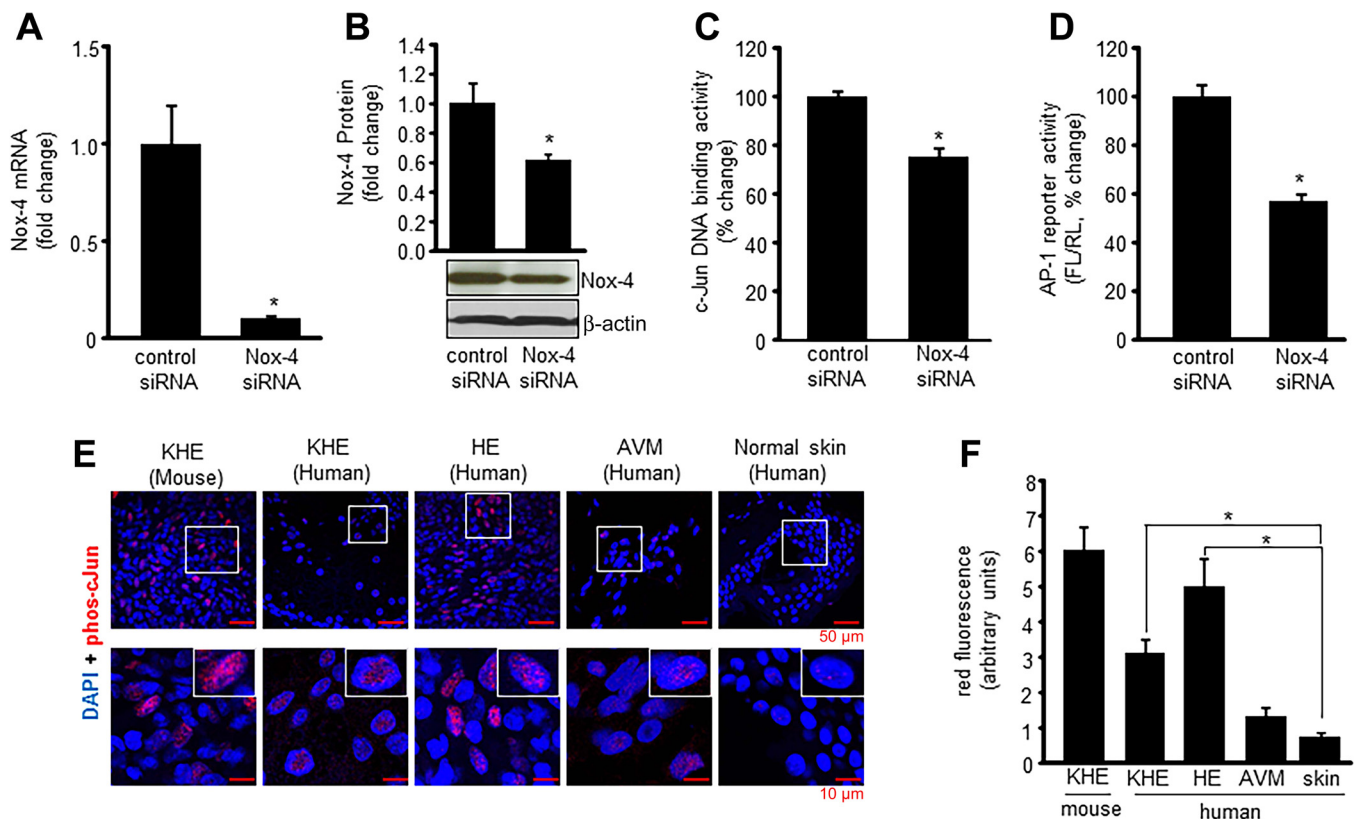 A
Nox-4 mRNA
(fold change)
1.5
1.0
0.5
0
*
control
siRNA
Nox-4
siRNA
B
Nox-4 Protein
(fold change)
1.4
1.2
1.0
0.8
0.6
0.4
0.2
0.0
*
Nox-4
β-actin
control
siRNA
Nox-4
siRNA
C
c-Jun DNA binding activity
(% change)
120
100
80
60
40
20
0
*
control
siRNA
Nox-4
siRNA
D
AP-1 reporter activity
(FL/RL, % change)
120
100
80
60
40
20
0
*
control
siRNA
Nox-4
siRNA
E
DAPI + phos-cJun
KHE
(Mouse)
KHE
(Human)
HE
(Human)
AVM
(Human)
Normal skin
(Human)
50 µm
10 µm
F
red fluorescence
(arbitrary units)
8
7
6
5
4
3
2
1
0
*
*
KHE
KHE
HE
AVM
skin
mouse
human